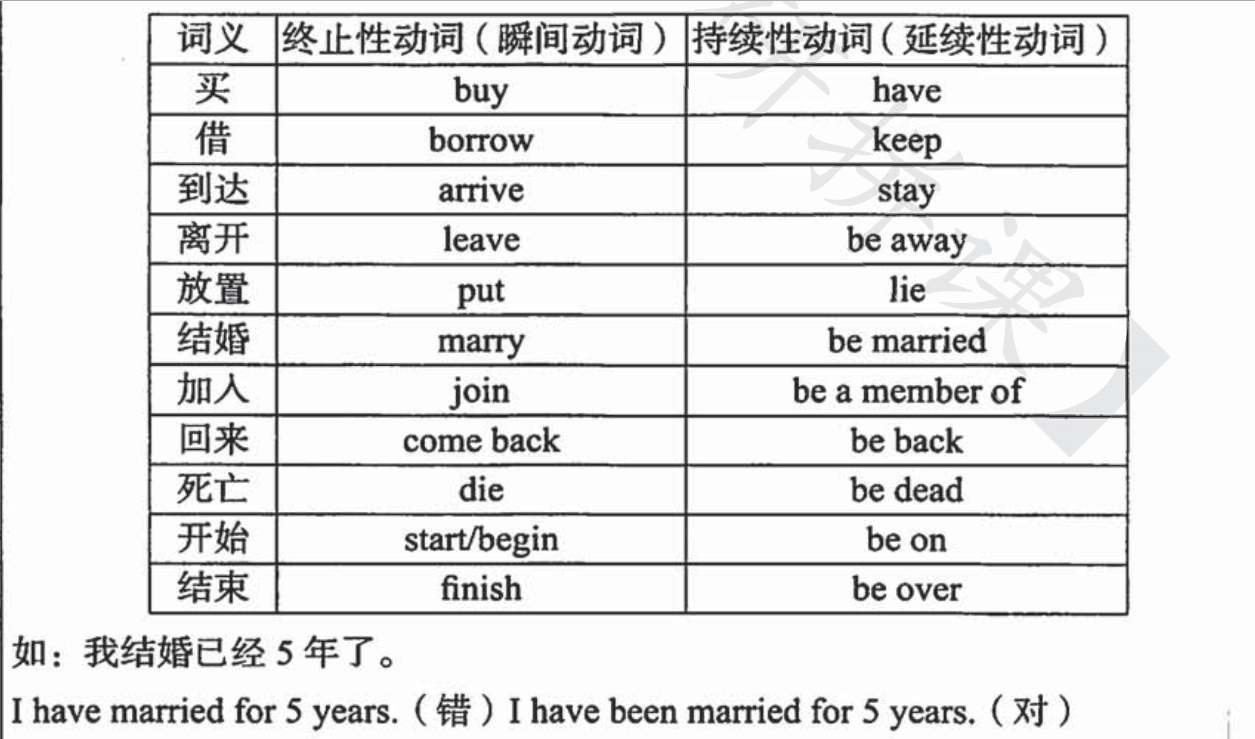 词义 终止性动词（瞬间动词） 持续性动词（延续性动词）
买 buy have
借 borrow keep
到达 arrive stay
离开 leave be away
放置 put lie
结婚 marry be married
加入 join be a member of
回来 come back be back
死亡 die be dead
开始 start/begin be on
结束 finish be over
如：我结婚已经 5 年了。
I have married for 5 years.（错）I have been married for 5 years.（对）